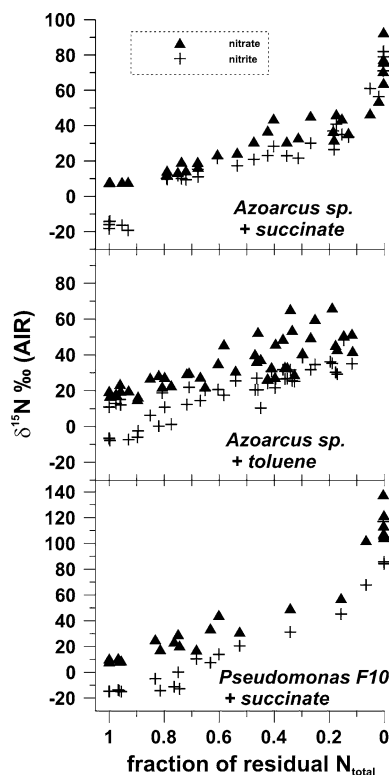 100
80
60
40
20
0
-20
nitrate
nitrite
Azoarcus sp.
+ succinate
80
60
40
20
0
-20
δ¹⁵N ‰ (AIR)
Azoarcus sp.
+ toluene
140
120
100
80
60
40
20
0
-20
Pseudomonas F10
+ succinate
1 0.8 0.6 0.4 0.2 0
fraction of residual N_total